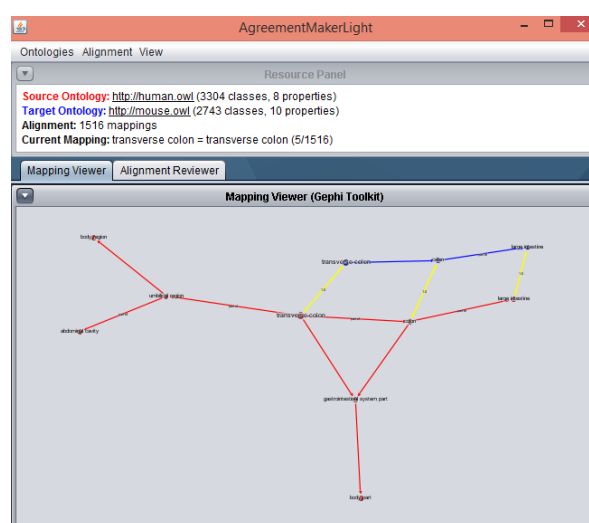 AgreementMakerLight
Ontologies Alignment View
Resource Panel
Source Ontology: http://human.owl (3304 classes, 8 properties)
Target Ontology: http://mouse.owl (2743 classes, 10 properties)
Alignment: 1516 mappings
Current Mapping: transverse colon = transverse colon (5/1516)
Mapping Viewer Alignment Reviewer
Mapping Viewer (Gephi Toolkit)
body region
large intestine
transverse colon
colon
umbilical region
large intestine
transverse colon
colon
abdominal cavity
gastrointestinal system part
body part